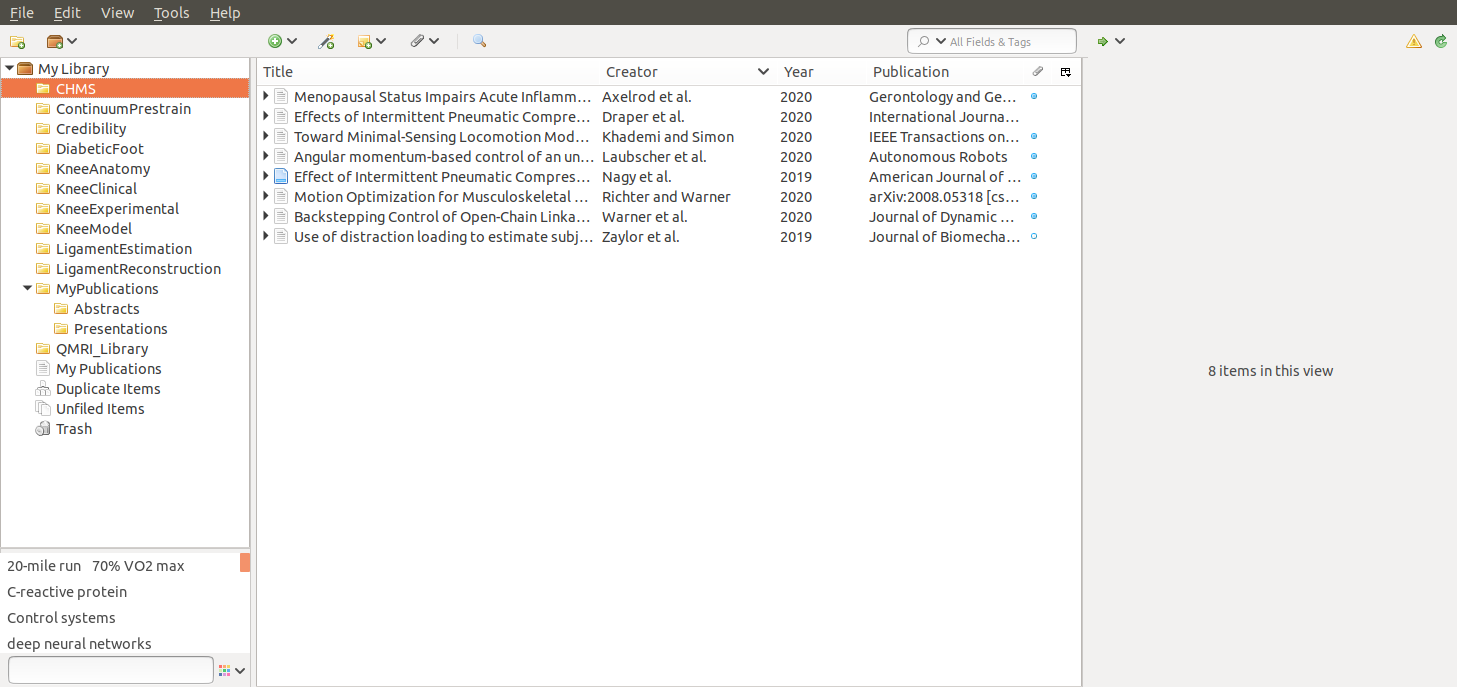 File Edit View Tools Help
All Fields & Tags
My Library
CHMS
ContinuumPrestrain
Credibility
DiabeticFoot
KneeAnatomy
KneeClinical
KneeExperimental
KneeModel
LigamentEstimation
LigamentReconstruction
MyPublications
Abstracts
Presentations
QMRI_Library
My Publications
Duplicate Items
Unfiled Items
Trash
20-mile run 70% VO2 max
C-reactive protein
Control systems
deep neural networks
Title Creator Year Publication
Menopausal Status Impairs Acute Inflamm… Axelrod et al. 2020 Gerontology and Ge…
Effects of Intermittent Pneumatic Compre… Draper et al. 2020 International Journa…
Toward Minimal-Sensing Locomotion Mod… Khademi and Simon 2020 IEEE Transactions on…
Angular momentum-based control of an un… Laubscher et al. 2020 Autonomous Robots
Effect of Intermittent Pneumatic Compres… Nagy et al. 2019 American Journal of …
Motion Optimization for Musculoskeletal … Richter and Warner 2020 arXiv:2008.05318 [cs…
Backstepping Control of Open-Chain Linka… Warner et al. 2020 Journal of Dynamic …
Use of distraction loading to estimate subj… Zaylor et al. 2019 Journal of Biomecha…
8 items in this view